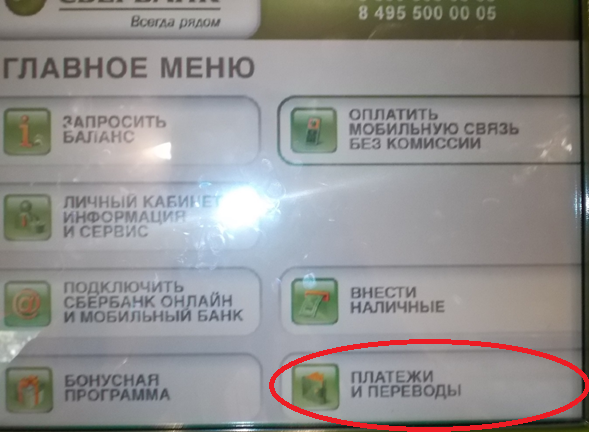 СБЕРБАНК
Всегда рядом
8 495 500 00 05
ГЛАВНОЕ МЕНЮ
ЗАПРОСИТЬ
БАЛАНС
ОПЛАТИТЬ
МОБИЛЬНУЮ СВЯЗЬ
БЕЗ КОМИССИИ
ЛИЧНЫЙ КАБИНЕТ
ИНФОРМАЦИЯ
И СЕРВИС
ПОДКЛЮЧИТЬ
СБЕРБАНК ОНЛАЙН
И МОБИЛЬНЫЙ БАНК
ВНЕСТИ
НАЛИЧНЫЕ
БОНУСНАЯ
ПРОГРАММА
ПЛАТЕЖИ
И ПЕРЕВОДЫ